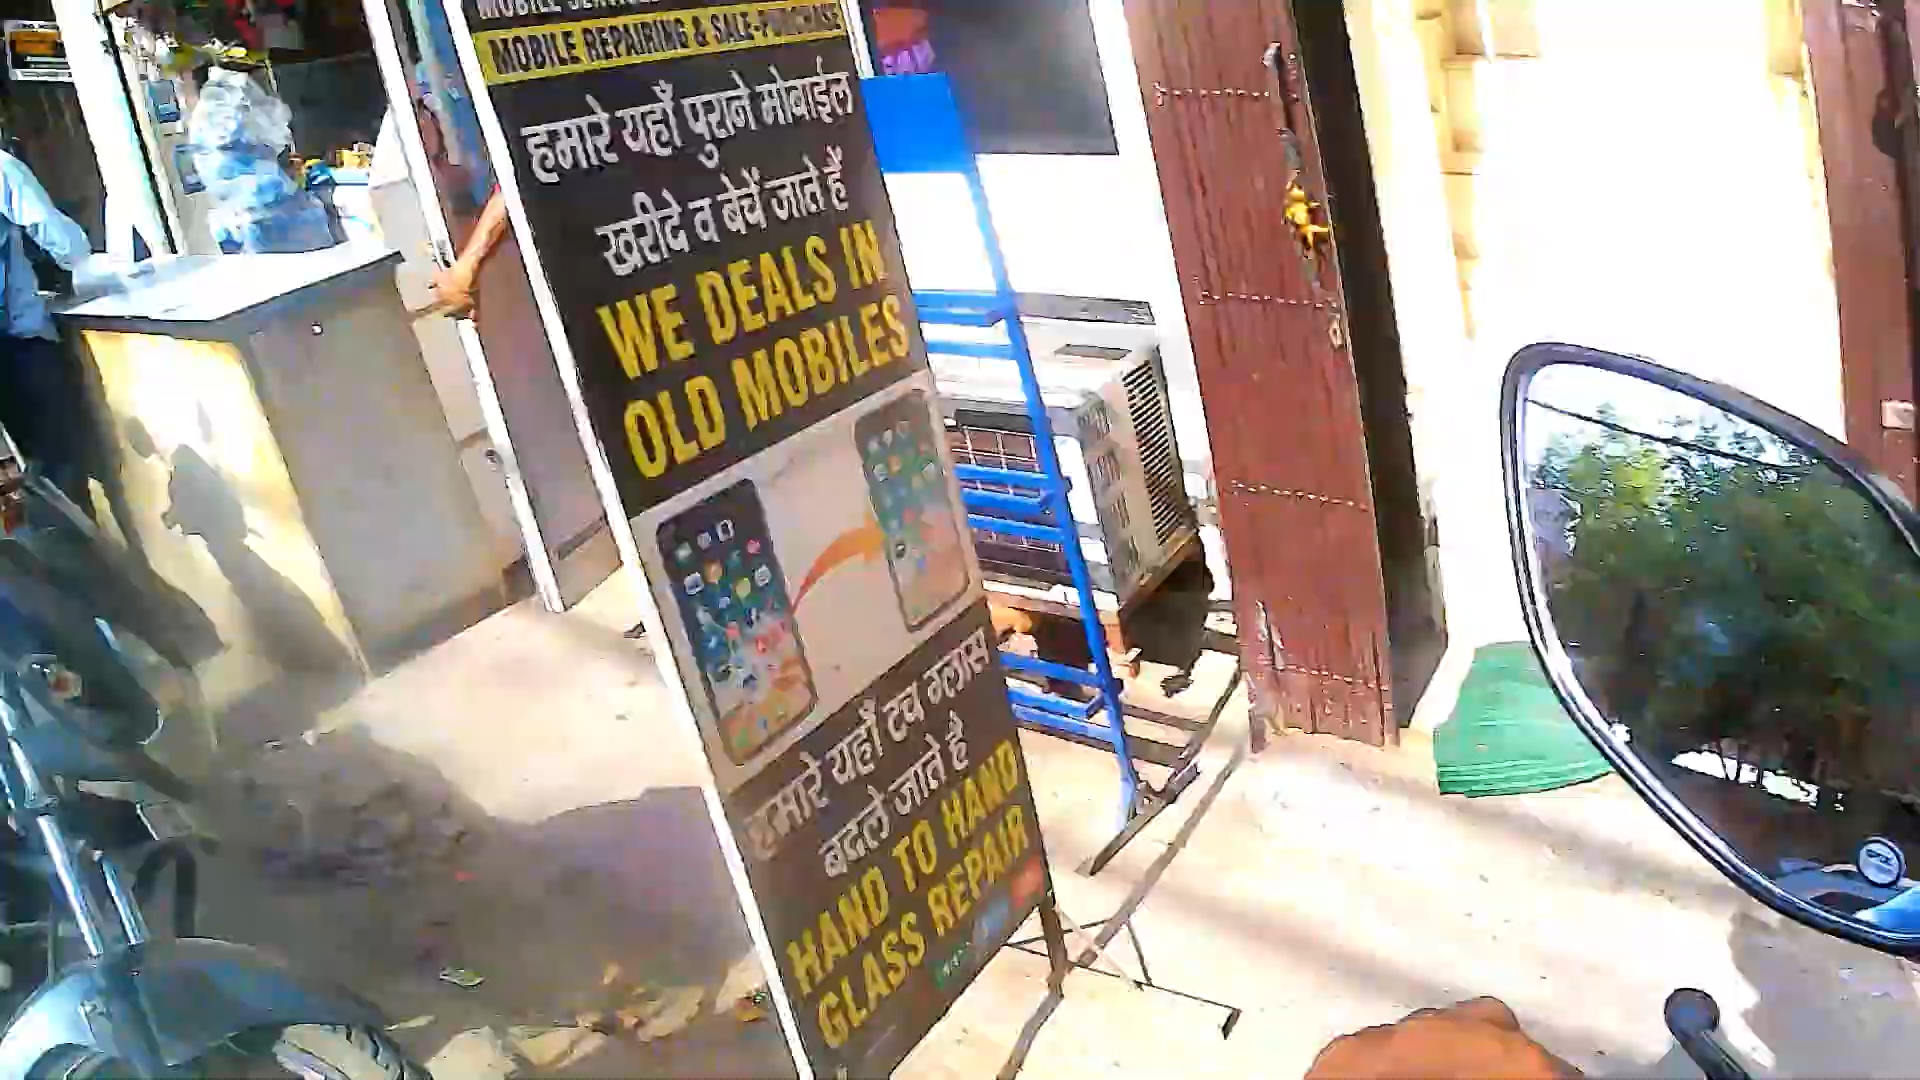 MOBILE REPAIRING & SALE-PURCHASE
हमारे यहाँ पुराने मोबाईल
खरीदे व बेचें जाते हैं
WE DEALS IN
OLD MOBILES
हमारे यहाँ टच ग्लास
बदले जाते है
HAND TO HAND
GLASS REPAIR